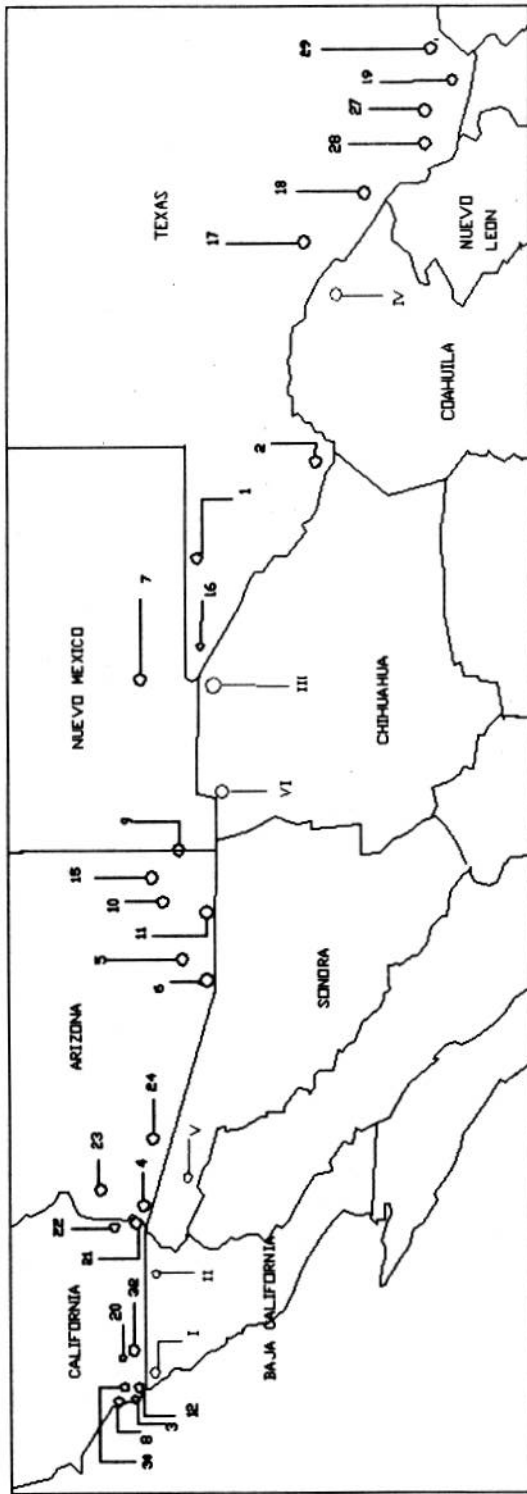 TEXAS
NUEVO MEXICO
ARIZONA
CALIFORNIA
BAJA CALIFORNIA
SONORA
CHIHUAHUA
COAHUILA
NUEVO
LEON
30
8
3
12
20
32
21
22
4
23
24
6
5
11
10
15
9
7
16
1
2
17
18
28
27
19
29
I
II
V
VI
III
IV